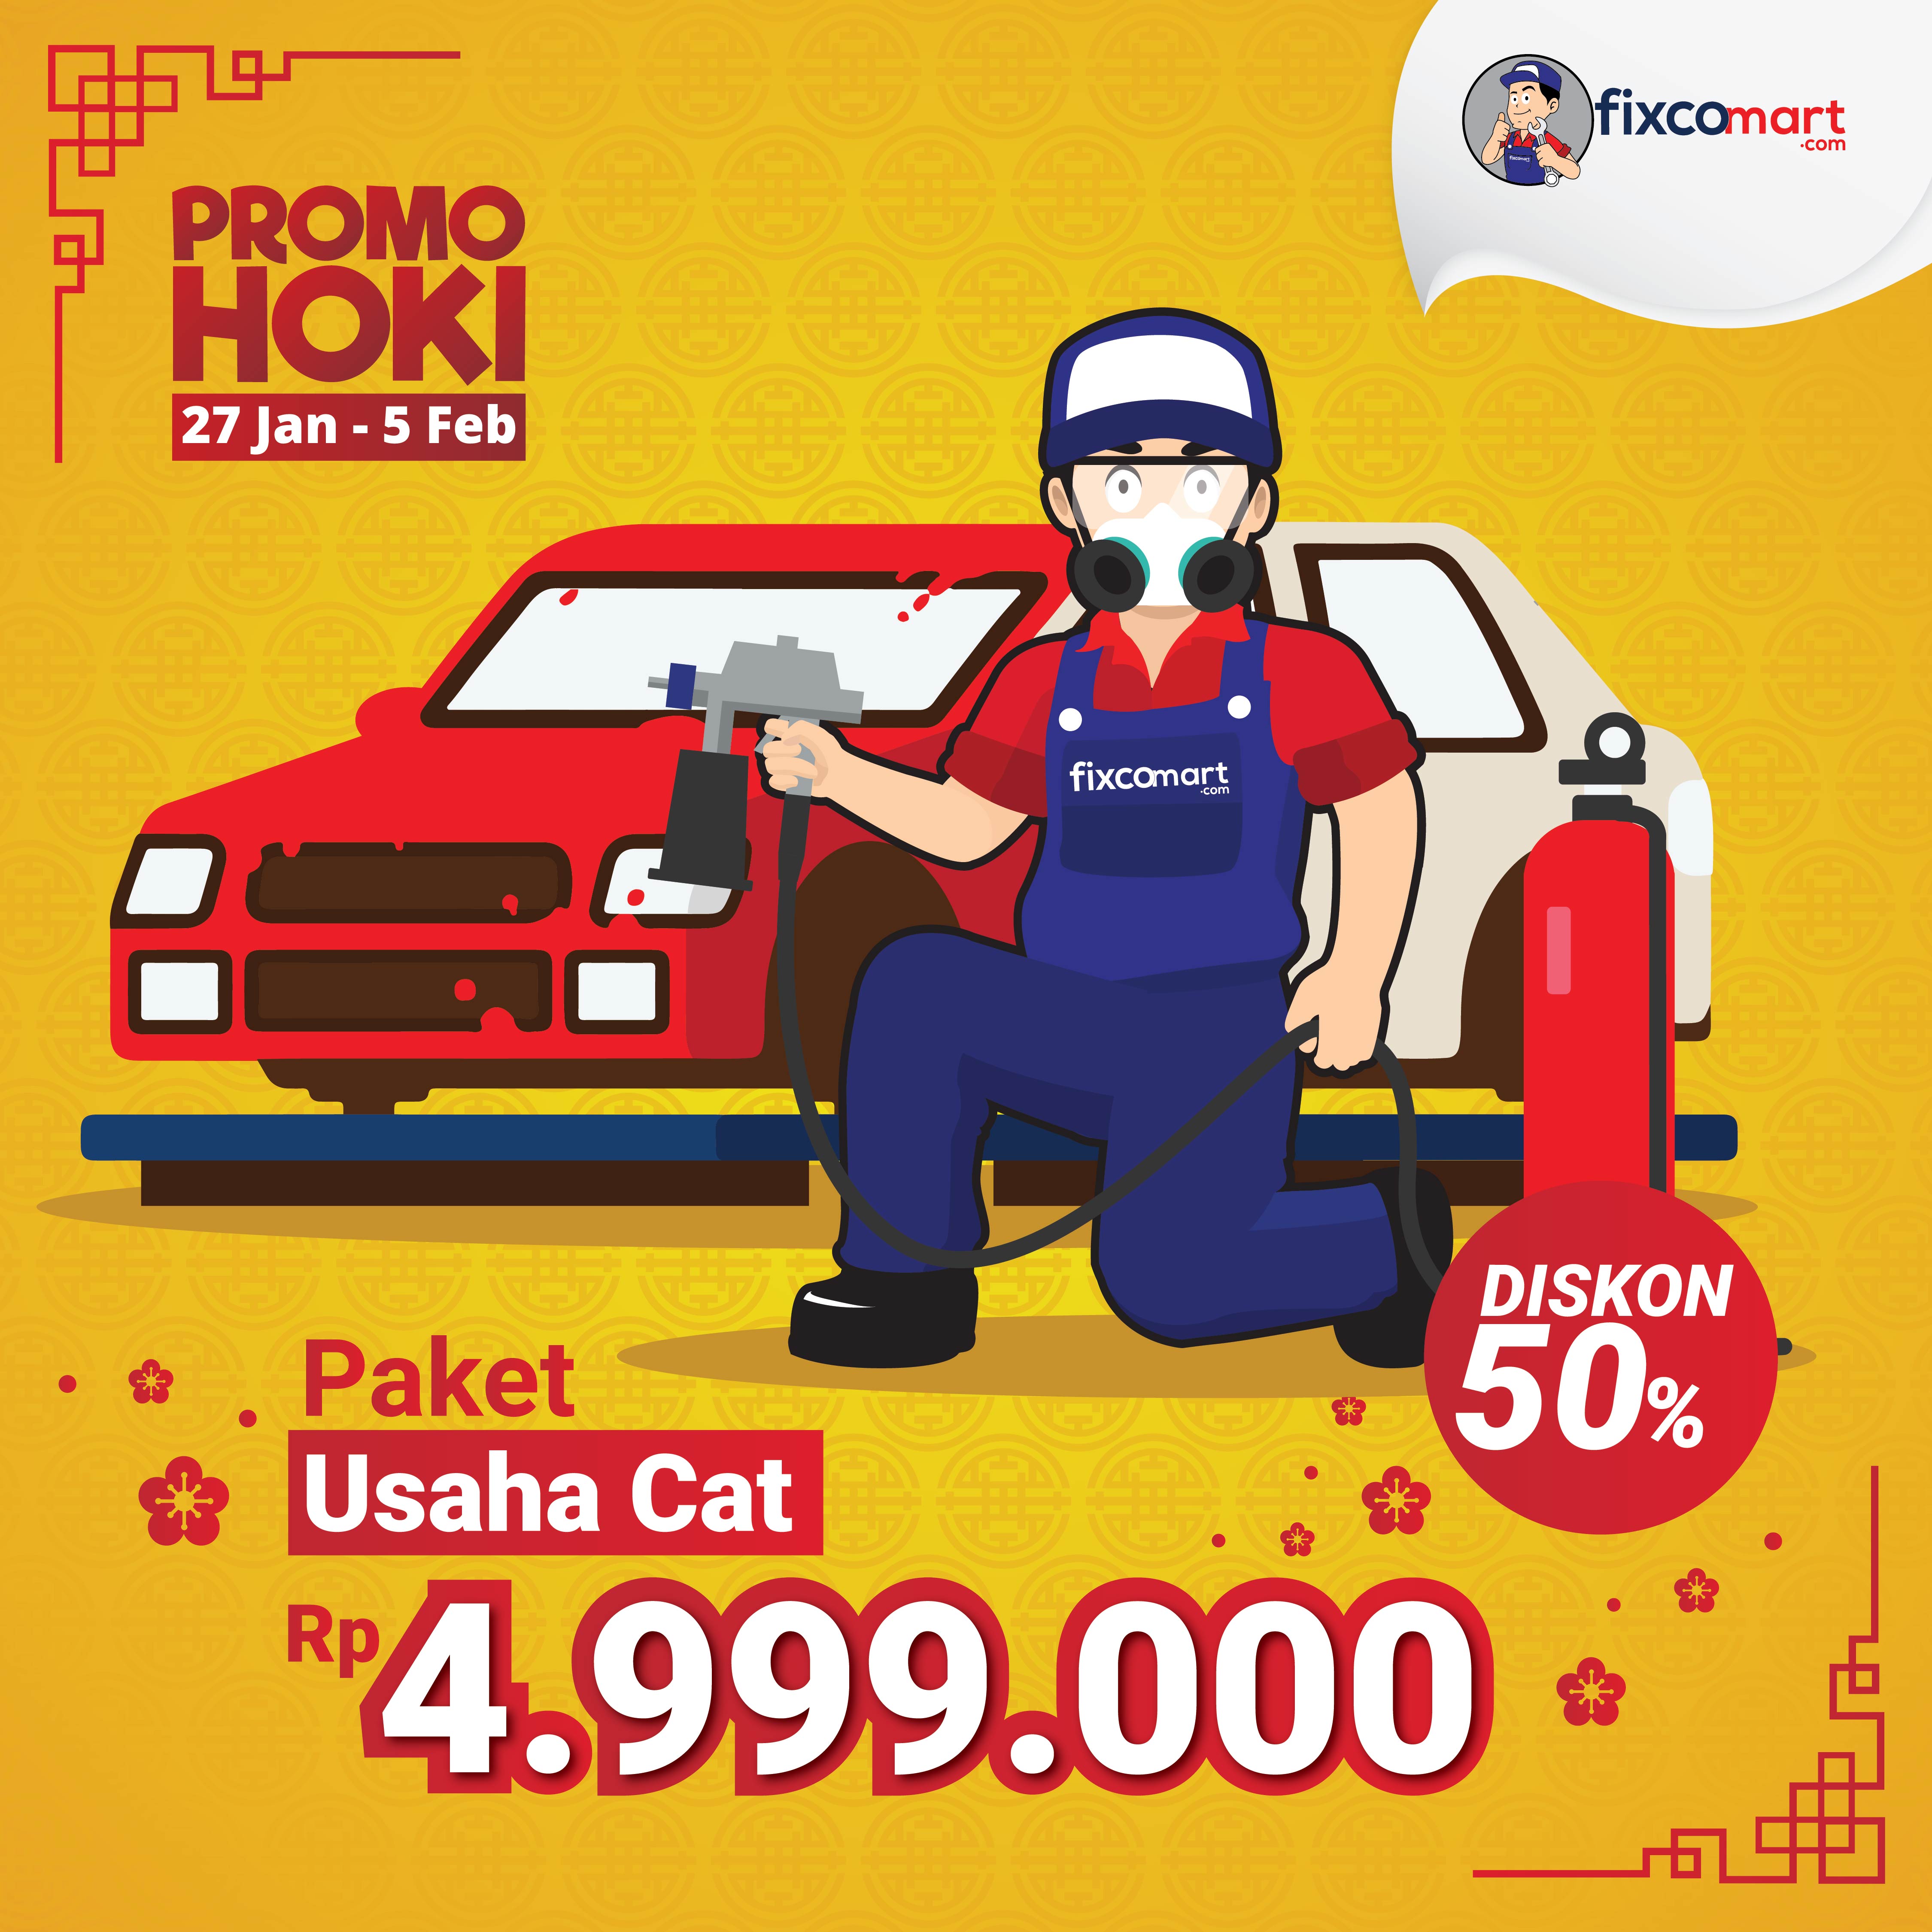 fixcomart
.com
PROMO
HOKI
27 Jan - 5 Feb
fixcomart
.com
DISKON
50%
Paket
Usaha Cat
Rp 4.999.000